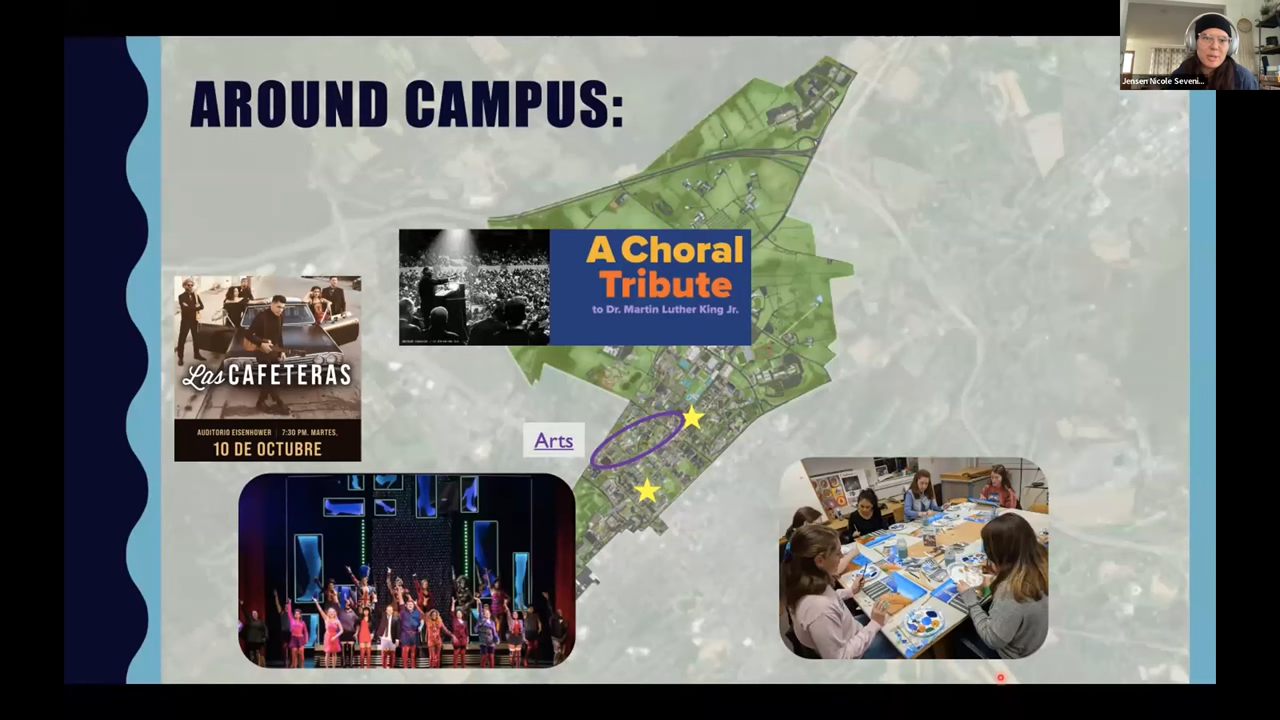 Jensen Nicole Seveni...
AROUND CAMPUS:
A Choral
Tribute
to Dr. Martin Luther King Jr.
Las CAFETERAS
AUDITORIO EISENHOWER | 7:30 PM. MARTES,
10 DE OCTUBRE
Arts